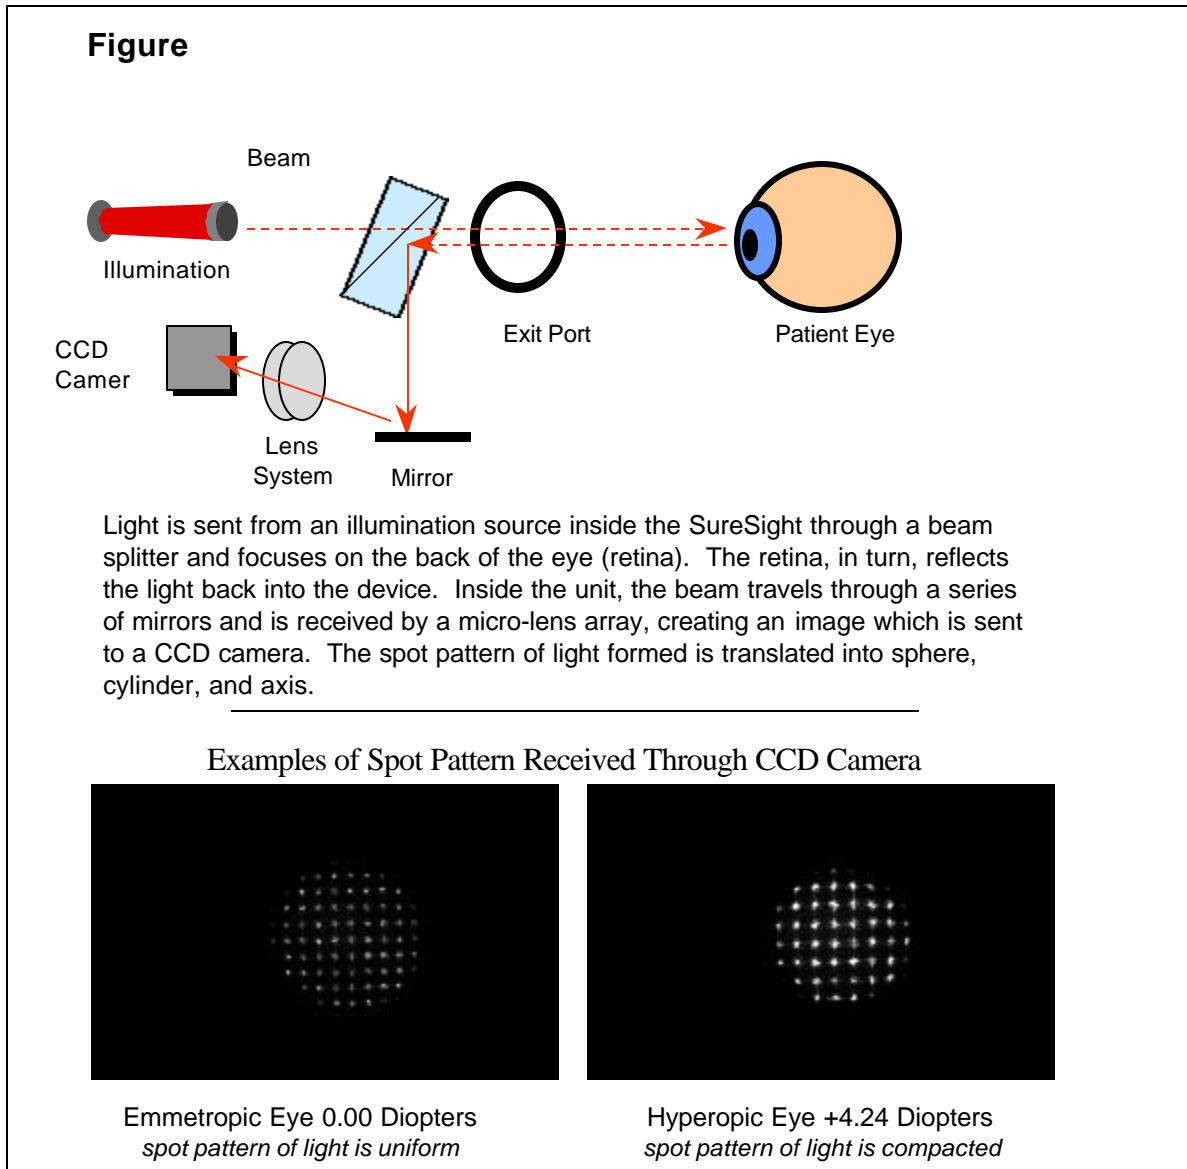 Figure
Beam
Illumination
Exit Port
Patient Eye
CCD
Camer
Lens
System
Mirror
Light is sent from an illumination source inside the SureSight through a beam
splitter and focuses on the back of the eye (retina).  The retina, in turn, reflects
the light back into the device.  Inside the unit, the beam travels through a series
of mirrors and is received by a micro-lens array, creating an image which is sent
to a CCD camera.  The spot pattern of light formed is translated into sphere,
cylinder, and axis.
Examples of Spot Pattern Received Through CCD Camera
Emmetropic Eye 0.00 Diopters
spot pattern of light is uniform
Hyperopic Eye +4.24 Diopters
spot pattern of light is compacted